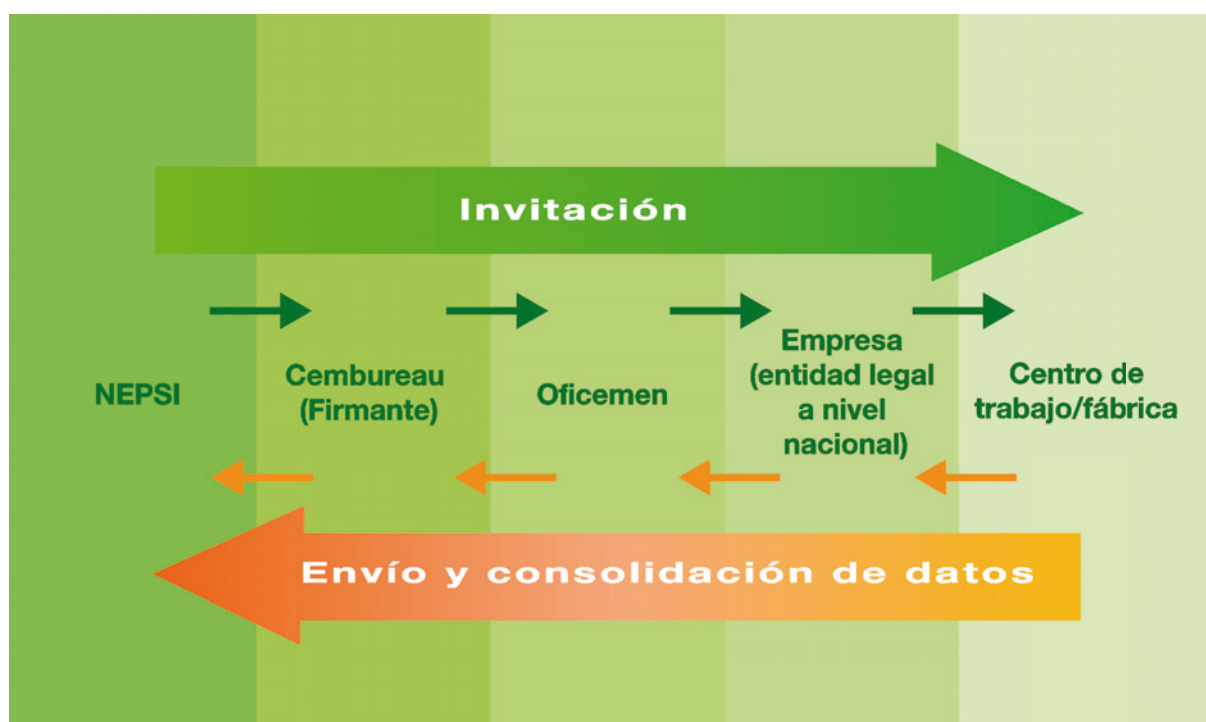 Invitación
NEPSI
Cembureau
(Firmante)
Oficemen
Empresa
(entidad legal
a nivel
nacional)
Centro de
trabajo/fábrica
Envío y consolidación de datos